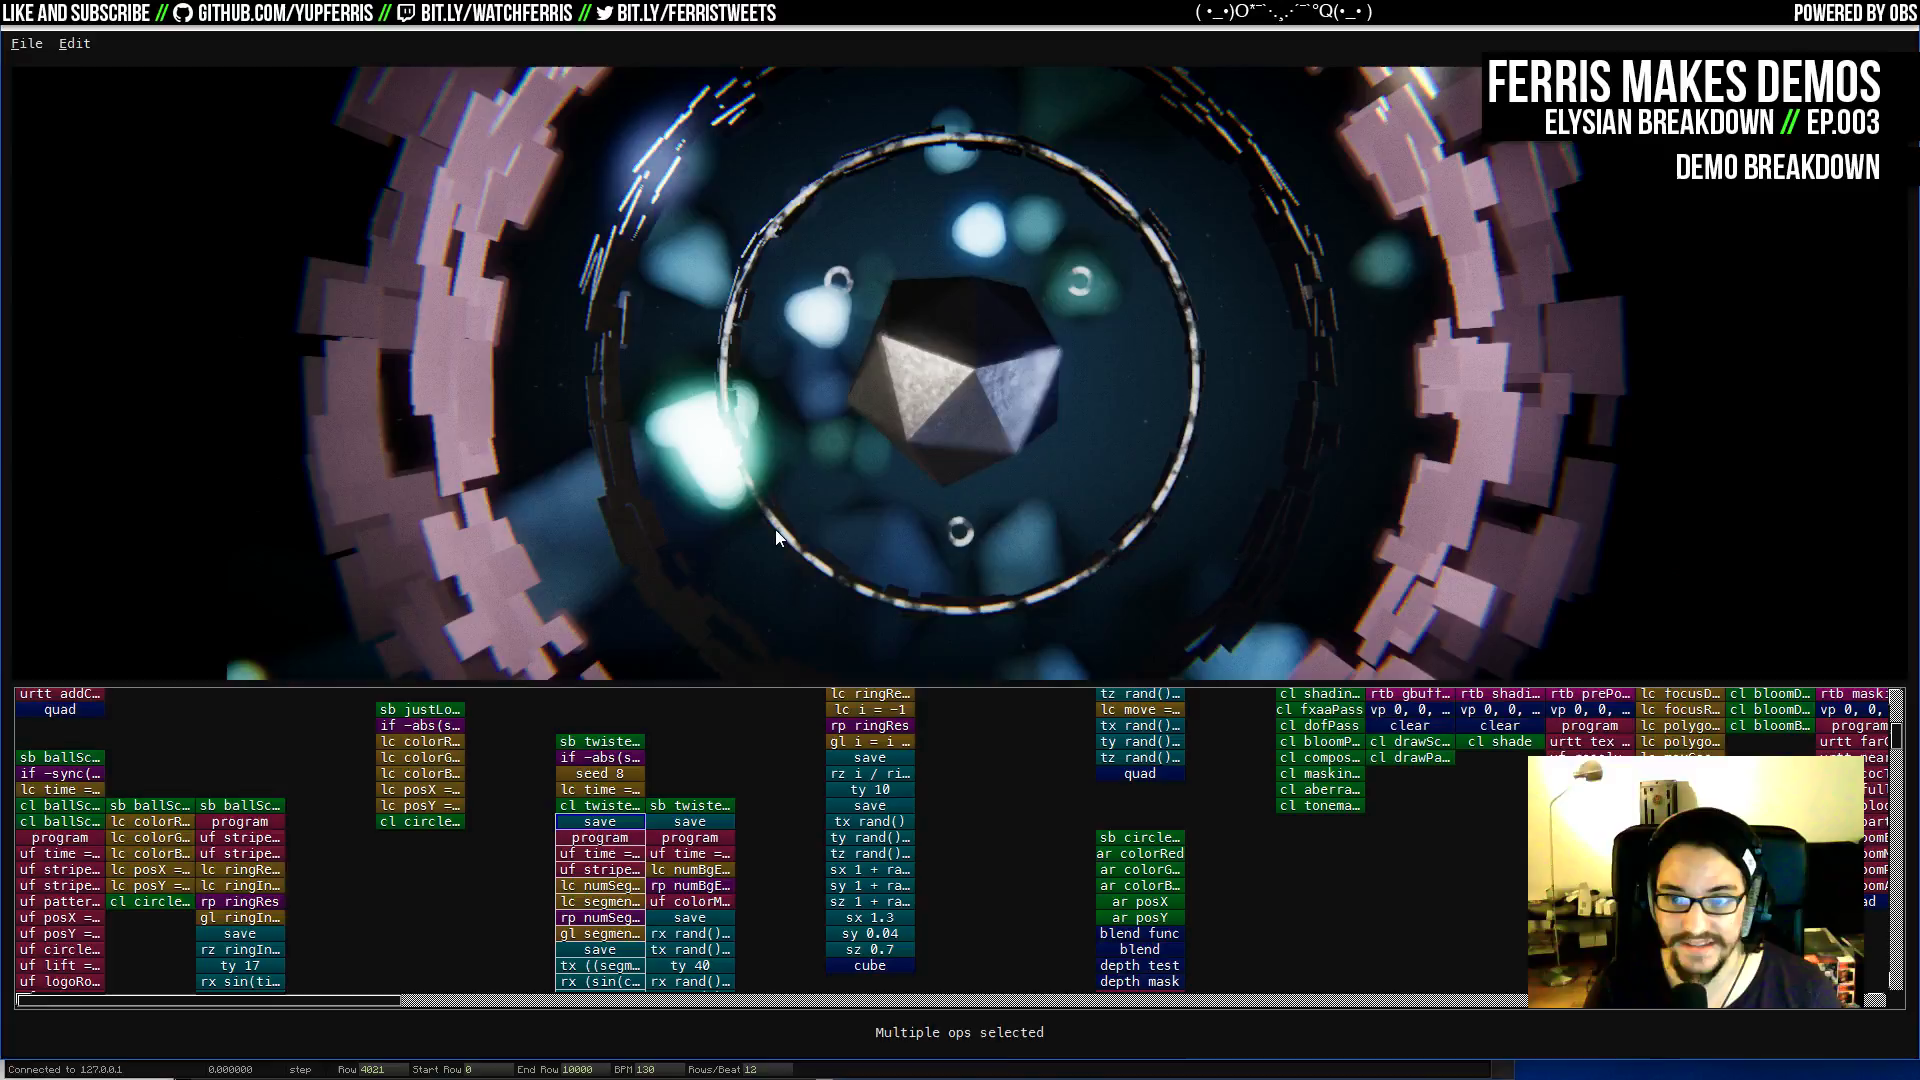 LIKE AND SUBSCRIBE // GITHUB.COM/YUPFERRIS // BIT.LY/WATCHFERRIS // BIT.LY/FERRISTWEETS
POWERED BY OBS
File Edit
FERRIS MAKES DEMOS
ELYSIAN BREAKDOWN // EP.003
DEMO BREAKDOWN
urtt addC…
quad
sb ballSc…
if -sync(…
lc time =…
cl ballSc…
cl ballSc…
program
uf time =…
uf stripe…
uf stripe…
uf patter…
uf posX =…
uf posY =…
uf circle…
uf lift =…
uf logoRo…
sb ballSc…
lc colorR…
lc colorG…
lc colorB…
lc posX =…
lc posY =…
cl circle…
sb ballSc…
program
uf stripe…
uf stripe…
lc ringRe…
lc ringIn…
rp ringRes
gl ringIn…
save
rz ringIn…
ty 17
rx sin(ti…
sb justLo…
if -abs(s…
lc colorR…
lc colorG…
lc colorB…
lc posX =…
lc posY =…
cl circle…
sb twiste…
if -abs(s…
seed 8
lc time =…
cl twiste…
save
program
uf time =…
uf stripe…
lc numSeg…
lc segmen…
rp numSeg…
gl segmen…
save
tx ((segm…
rx (sin(c…
sb twiste…
save
program
uf time =…
lc numBgE…
rp numBgE…
uf colorM…
save
rx rand()…
tx rand()…
ty 40
rx rand()…
lc ringRe…
lc i = -1
rp ringRes
gl i = i …
save
rz i / ri…
ty 10
save
tx rand()
ty rand()…
tz rand()…
sx 1 + ra…
sy 1 + ra…
sz 1 + ra…
sx 1.3
sy 0.04
sz 0.7
cube
tz rand()…
lc move =…
tx rand()…
ty rand()…
tz rand()…
quad
sb circle…
ar colorRed
ar colorG…
ar colorB…
ar posX
ar posY
blend func
blend
depth test
depth mask
cl shadin…
cl fxaaPass
cl dofPass
cl bloomP…
cl compos…
cl maskin…
cl aberra…
cl tonema…
rtb gbuff…
vp 0, 0, …
clear
cl drawSc…
cl drawPa…
rtb shadi…
vp 0, 0, …
clear
cl shade
rtb prePo…
vp 0, 0, …
program
urtt tex …
lc focusD…
lc focusR…
lc polygo…
lc polygo…
cl bloomD…
cl bloomD…
cl bloomB…
rtb maski
vp 0, 0,
program
Multiple ops selected
Connected to 127.0.0.1 0.000000 step Row 4021 Start Row 0 End Row 10000 BPM 130 Rows/Beat 12